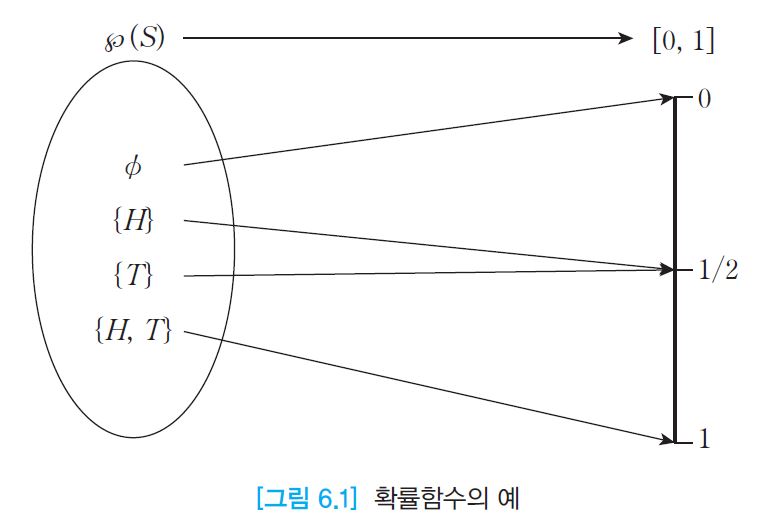 ℘(S) [0, 1]
0
ϕ
{H}
{T} 1/2
{H, T}
1
[그림 6.1] 확률함수의 예